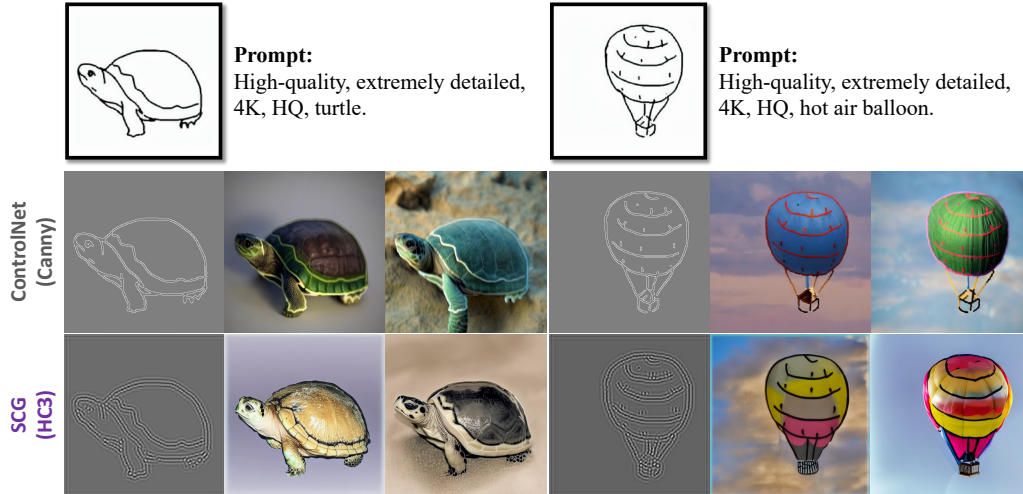 Prompt:
High-quality, extremely detailed,
4K, HQ, turtle.
Prompt:
High-quality, extremely detailed,
4K, HQ, hot air balloon.
ControlNet
(Canny)
SCG
(HC3)